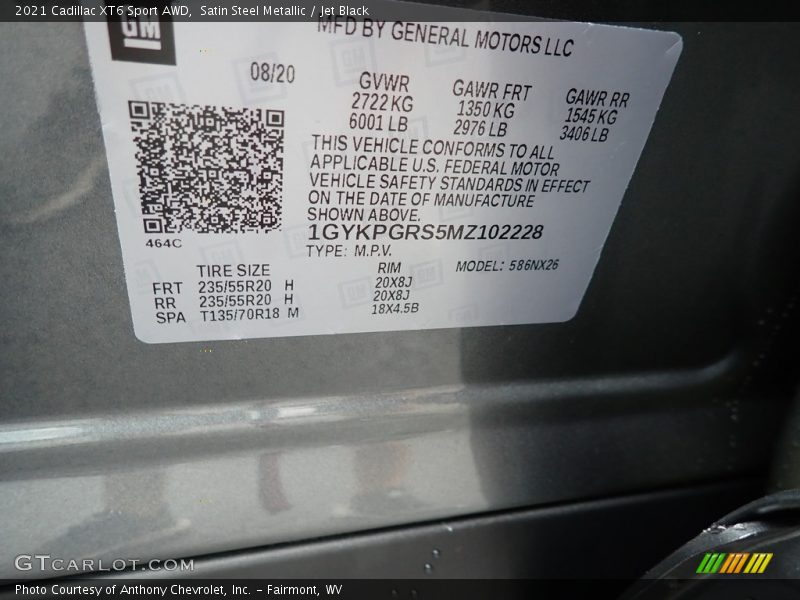 2021 Cadillac XT6 Sport AWD, Satin Steel Metallic / Jet Black
GM
MFD BY GENERAL MOTORS LLC
08/20
GVWR GAWR FRT GAWR RR
2722 KG 1350 KG 1545 KG
6001 LB 2976 LB 3406 LB
THIS VEHICLE CONFORMS TO ALL
APPLICABLE U.S. FEDERAL MOTOR
VEHICLE SAFETY STANDARDS IN EFFECT
ON THE DATE OF MANUFACTURE
SHOWN ABOVE.
1GYKPGRS5MZ102228
464C
TYPE: M.P.V.
TIRE SIZE RIM MODEL: 586NX26
FRT 235/55R20 H 20X8J
RR 235/55R20 H 20X8J
SPA T135/70R18 M 18X4.5B
GTCARLOT.COM
Photo Courtesy of Anthony Chevrolet, Inc. – Fairmont, WV